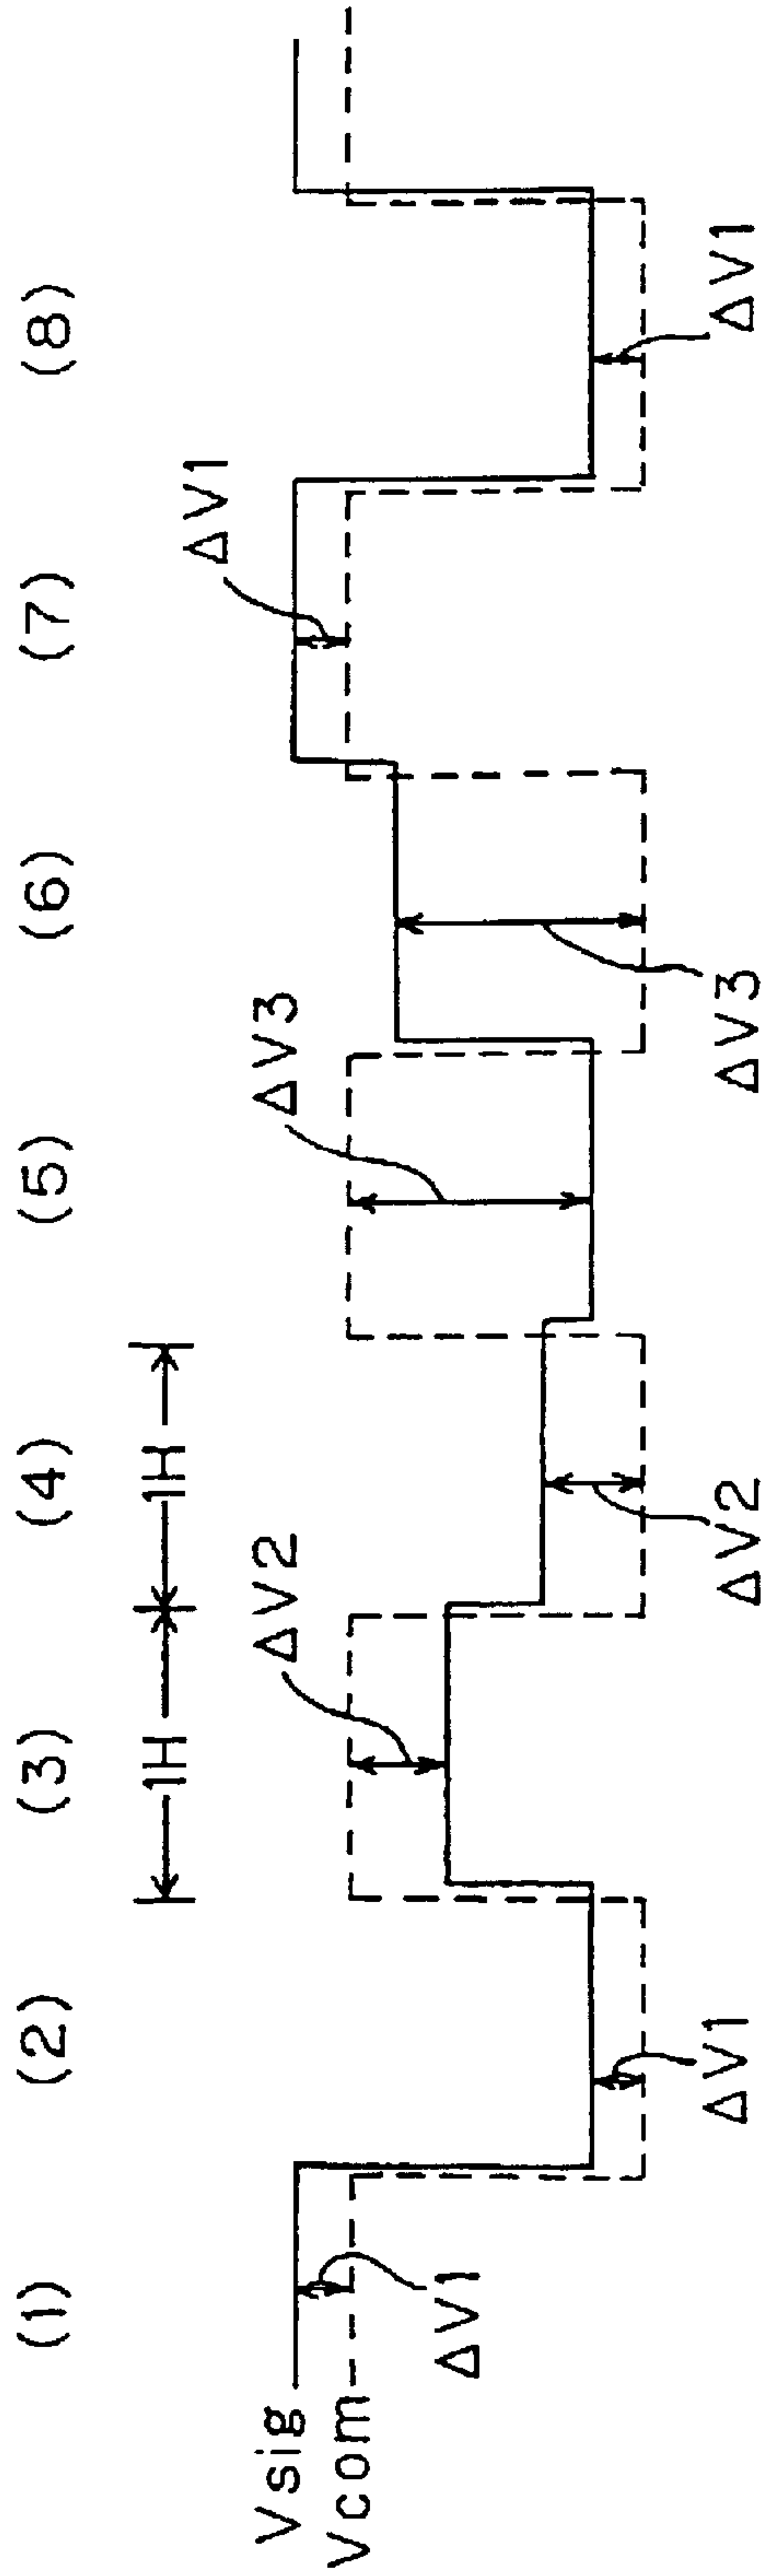 (1) (2) (3) (4) (5) (6) (7) (8)
1H 1H
ΔV2 ΔV3 ΔV1
Vsig
Vcom
ΔV1
ΔV1 ΔV2 ΔV3 ΔV1